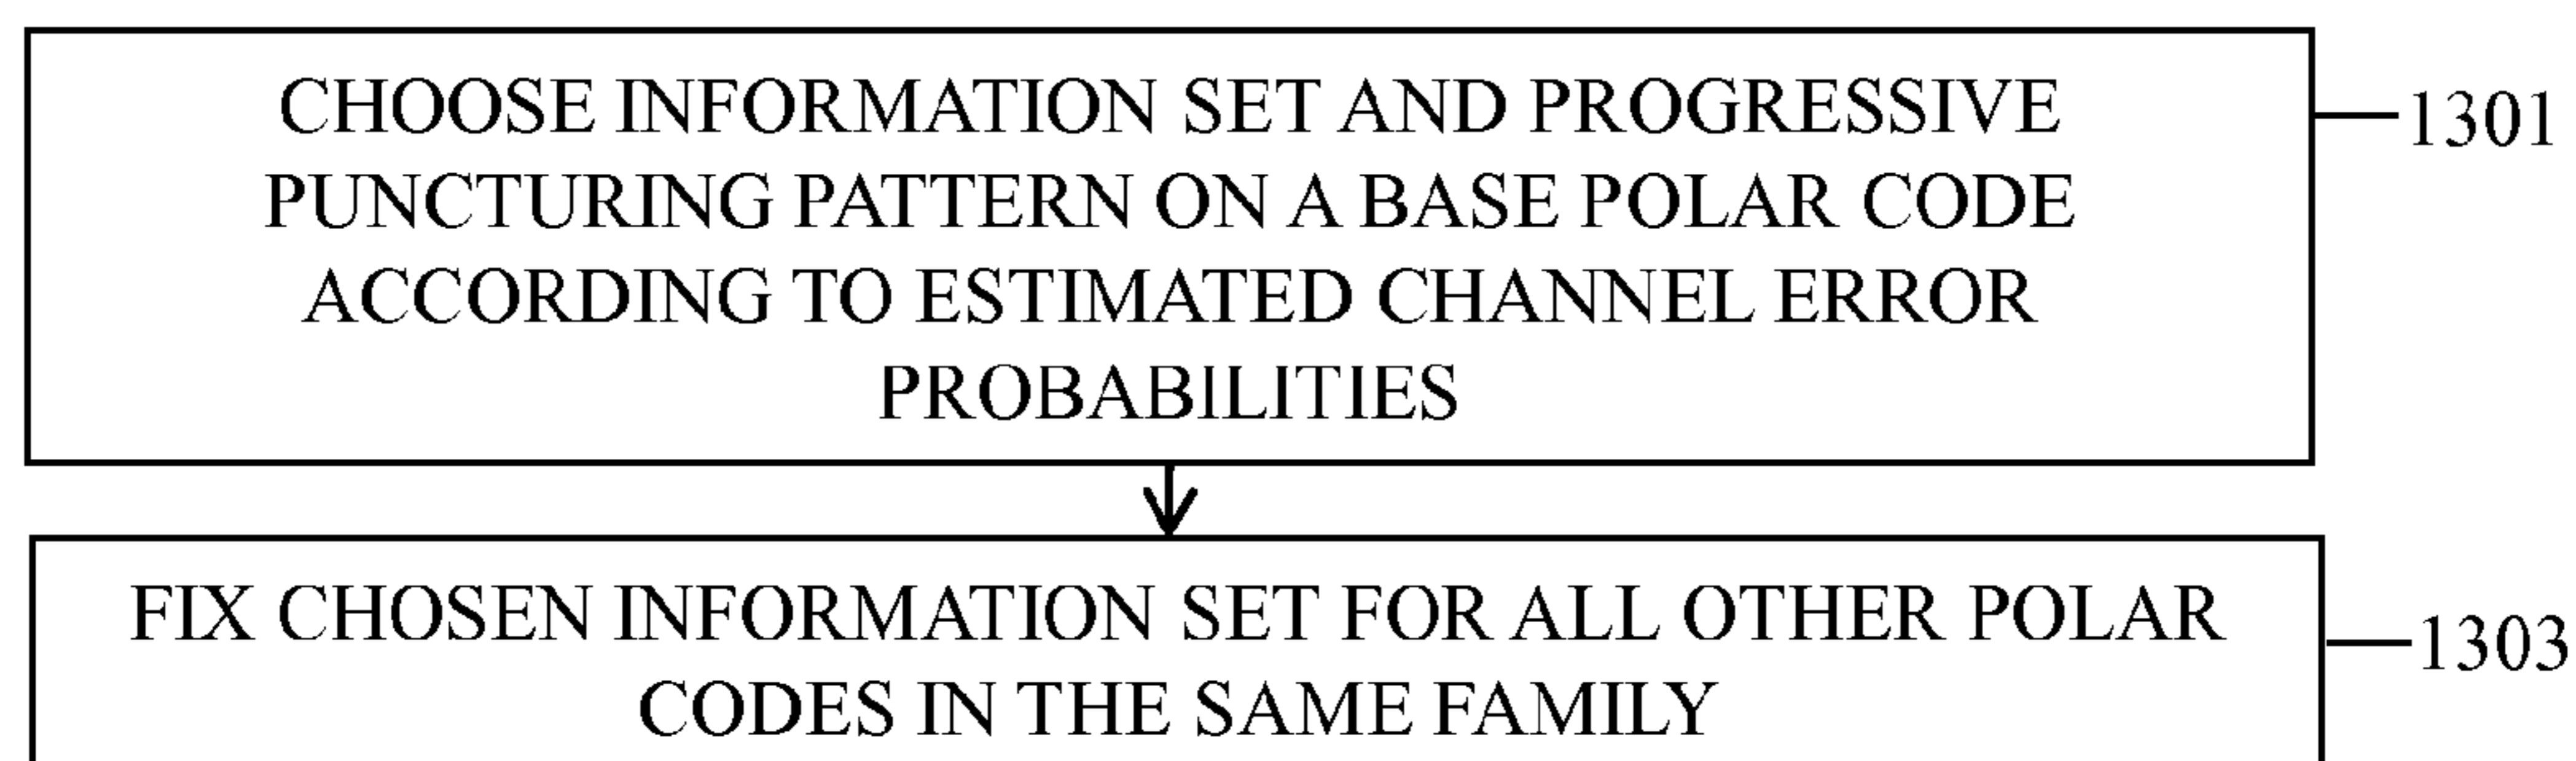 CHOOSE INFORMATION SET AND PROGRESSIVE
1301
PUNCTURING PATTERN ON A BASE POLAR CODE
ACCORDING TO ESTIMATED CHANNEL ERROR
PROBABILITIES
FIX CHOSEN INFORMATION SET FOR ALL OTHER POLAR
1303
CODES IN THE SAME FAMILY